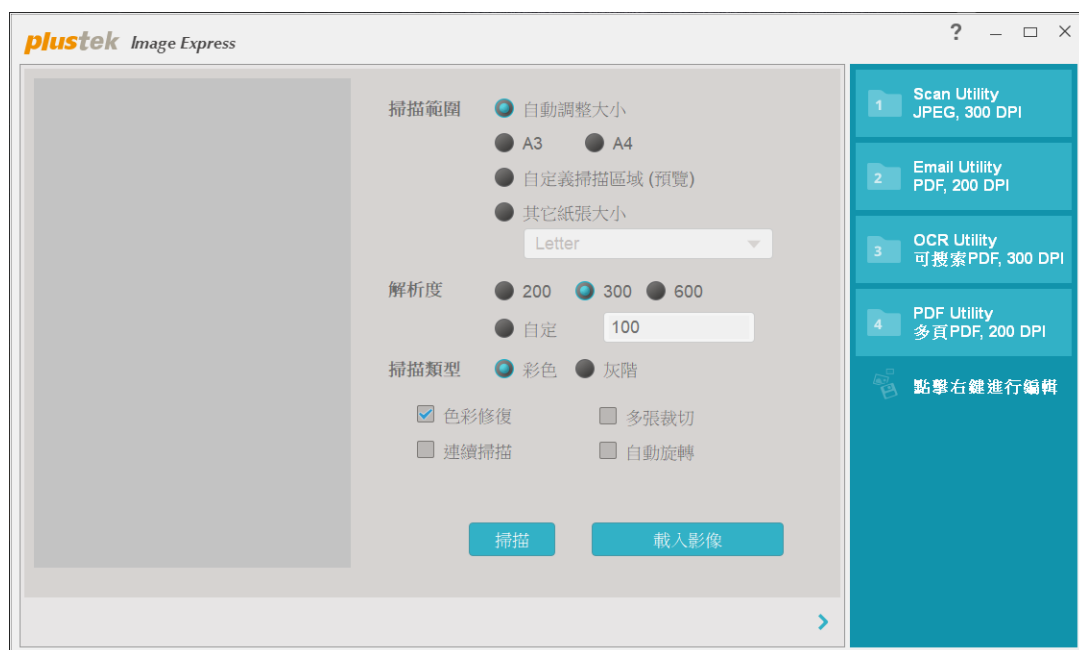 plustek Image Express
?
掃描範圍 自動調整大小
A3 A4
自定義掃描區域 (預覽)
其它紙張大小
Letter
解析度 200 300 600
自定 100
掃描類型 彩色 灰階
色彩修復 多張裁切
連續掃描 自動旋轉
掃描 載入影像
1 Scan Utility
JPEG, 300 DPI
2 Email Utility
PDF, 200 DPI
3 OCR Utility
可搜索PDF, 300 DPI
4 PDF Utility
多頁PDF, 200 DPI
點擊右鍵進行編輯